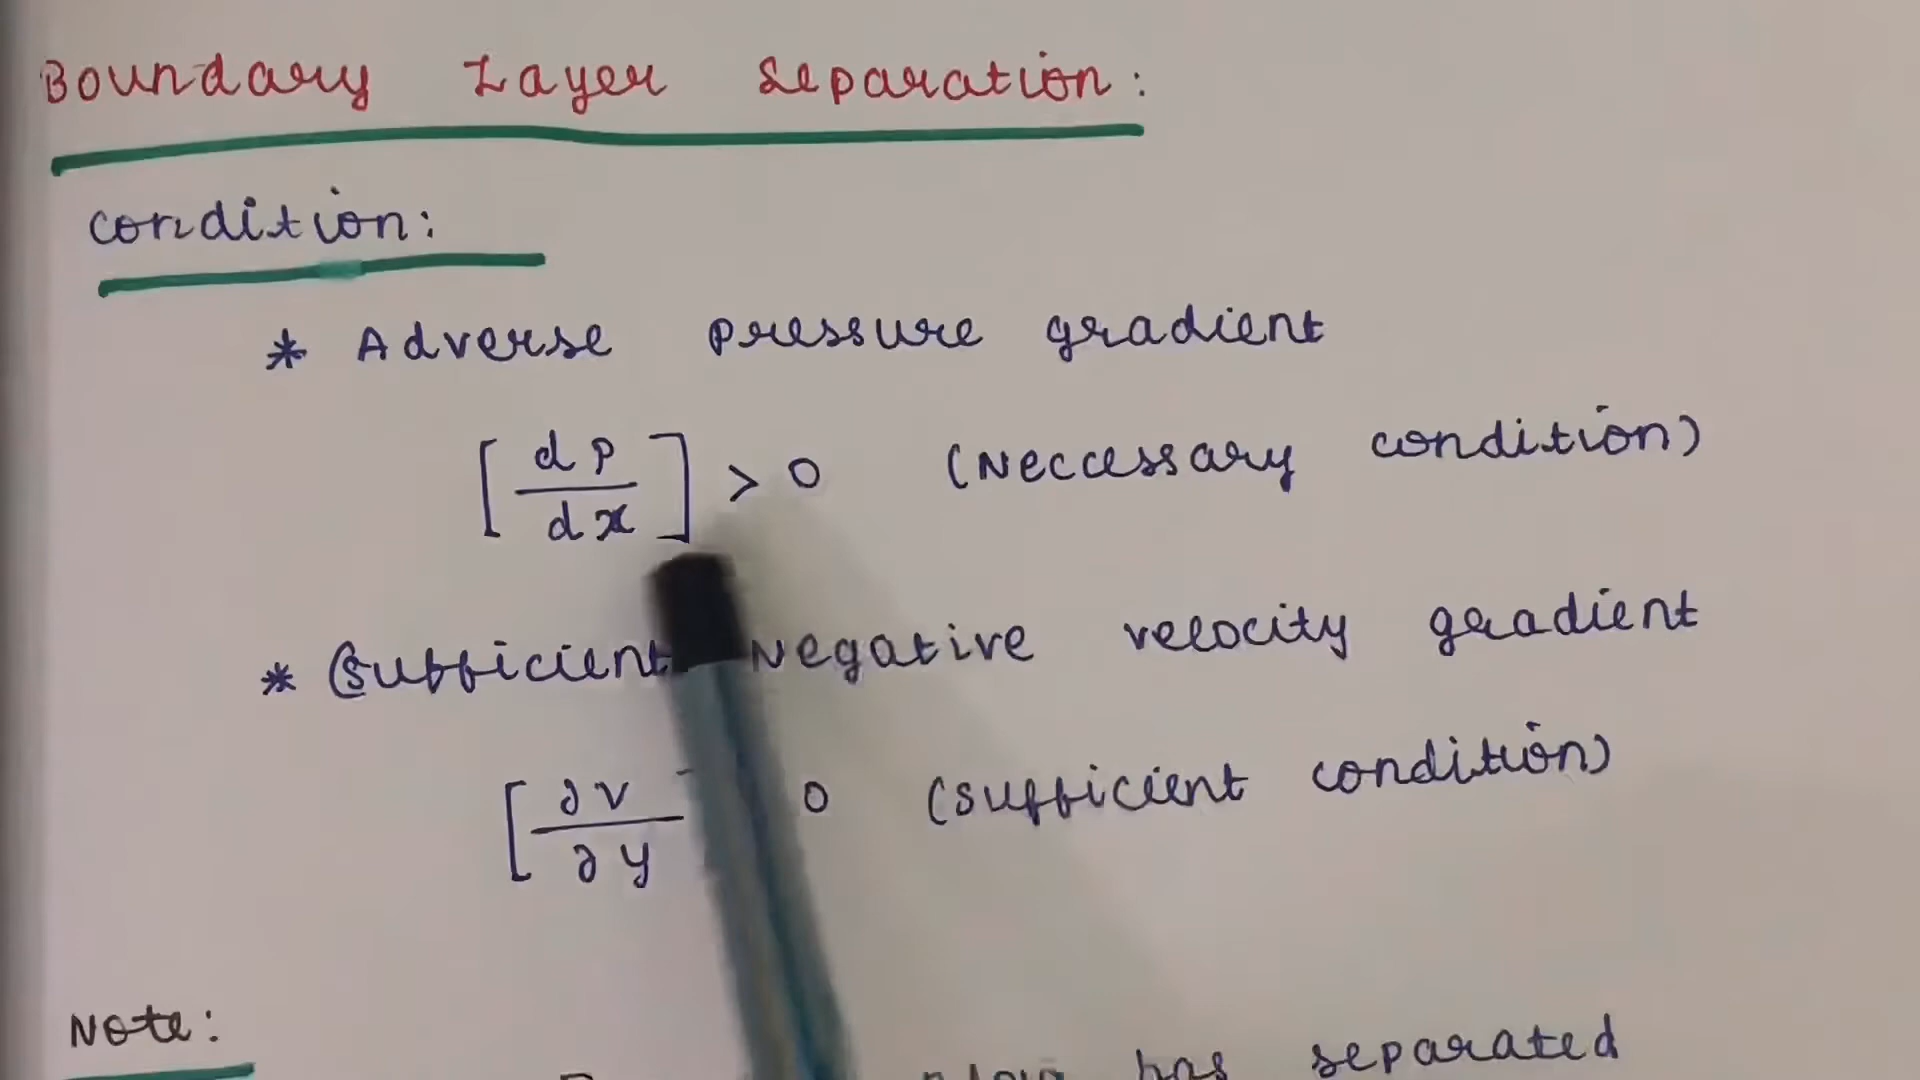 Boundary Layer separation:
condition:
* Adverse pressure gradient
[dp/dx] > 0 (Neccessary condition)
* (Sufficient Negative velocity gradient
[∂v/∂y 0 (sufficient condition)
Note:
has separated